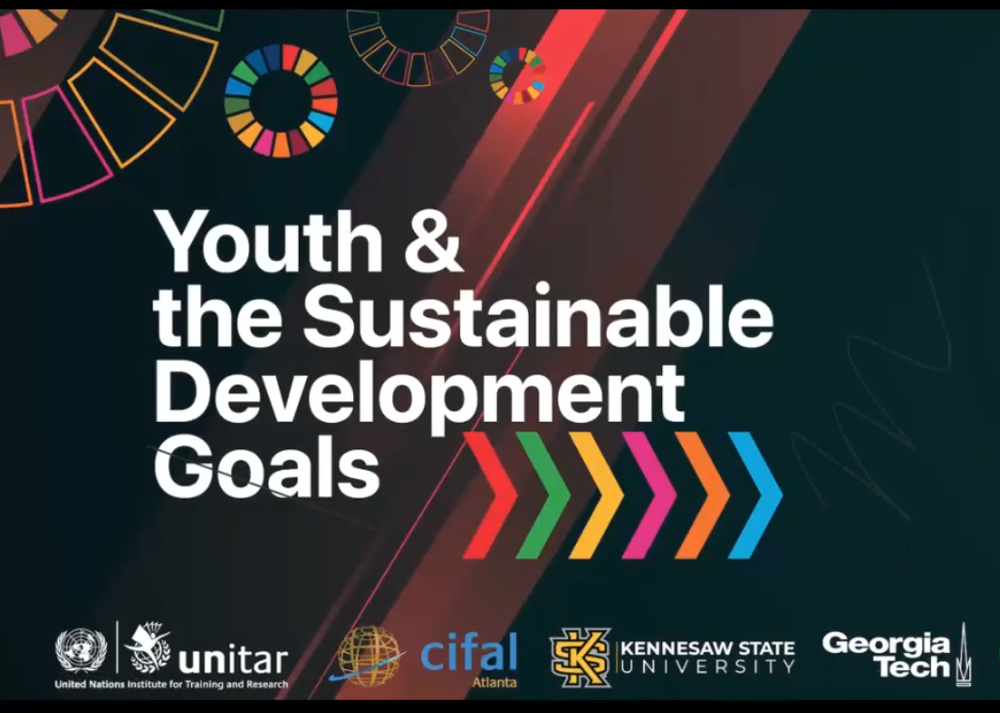 Youth &
the Sustainable
Development
Goals
unitar
United Nations Institute for Training and Research
cifal
Atlanta
KS
KENNESAW STATE
UNIVERSITY
Georgia
Tech